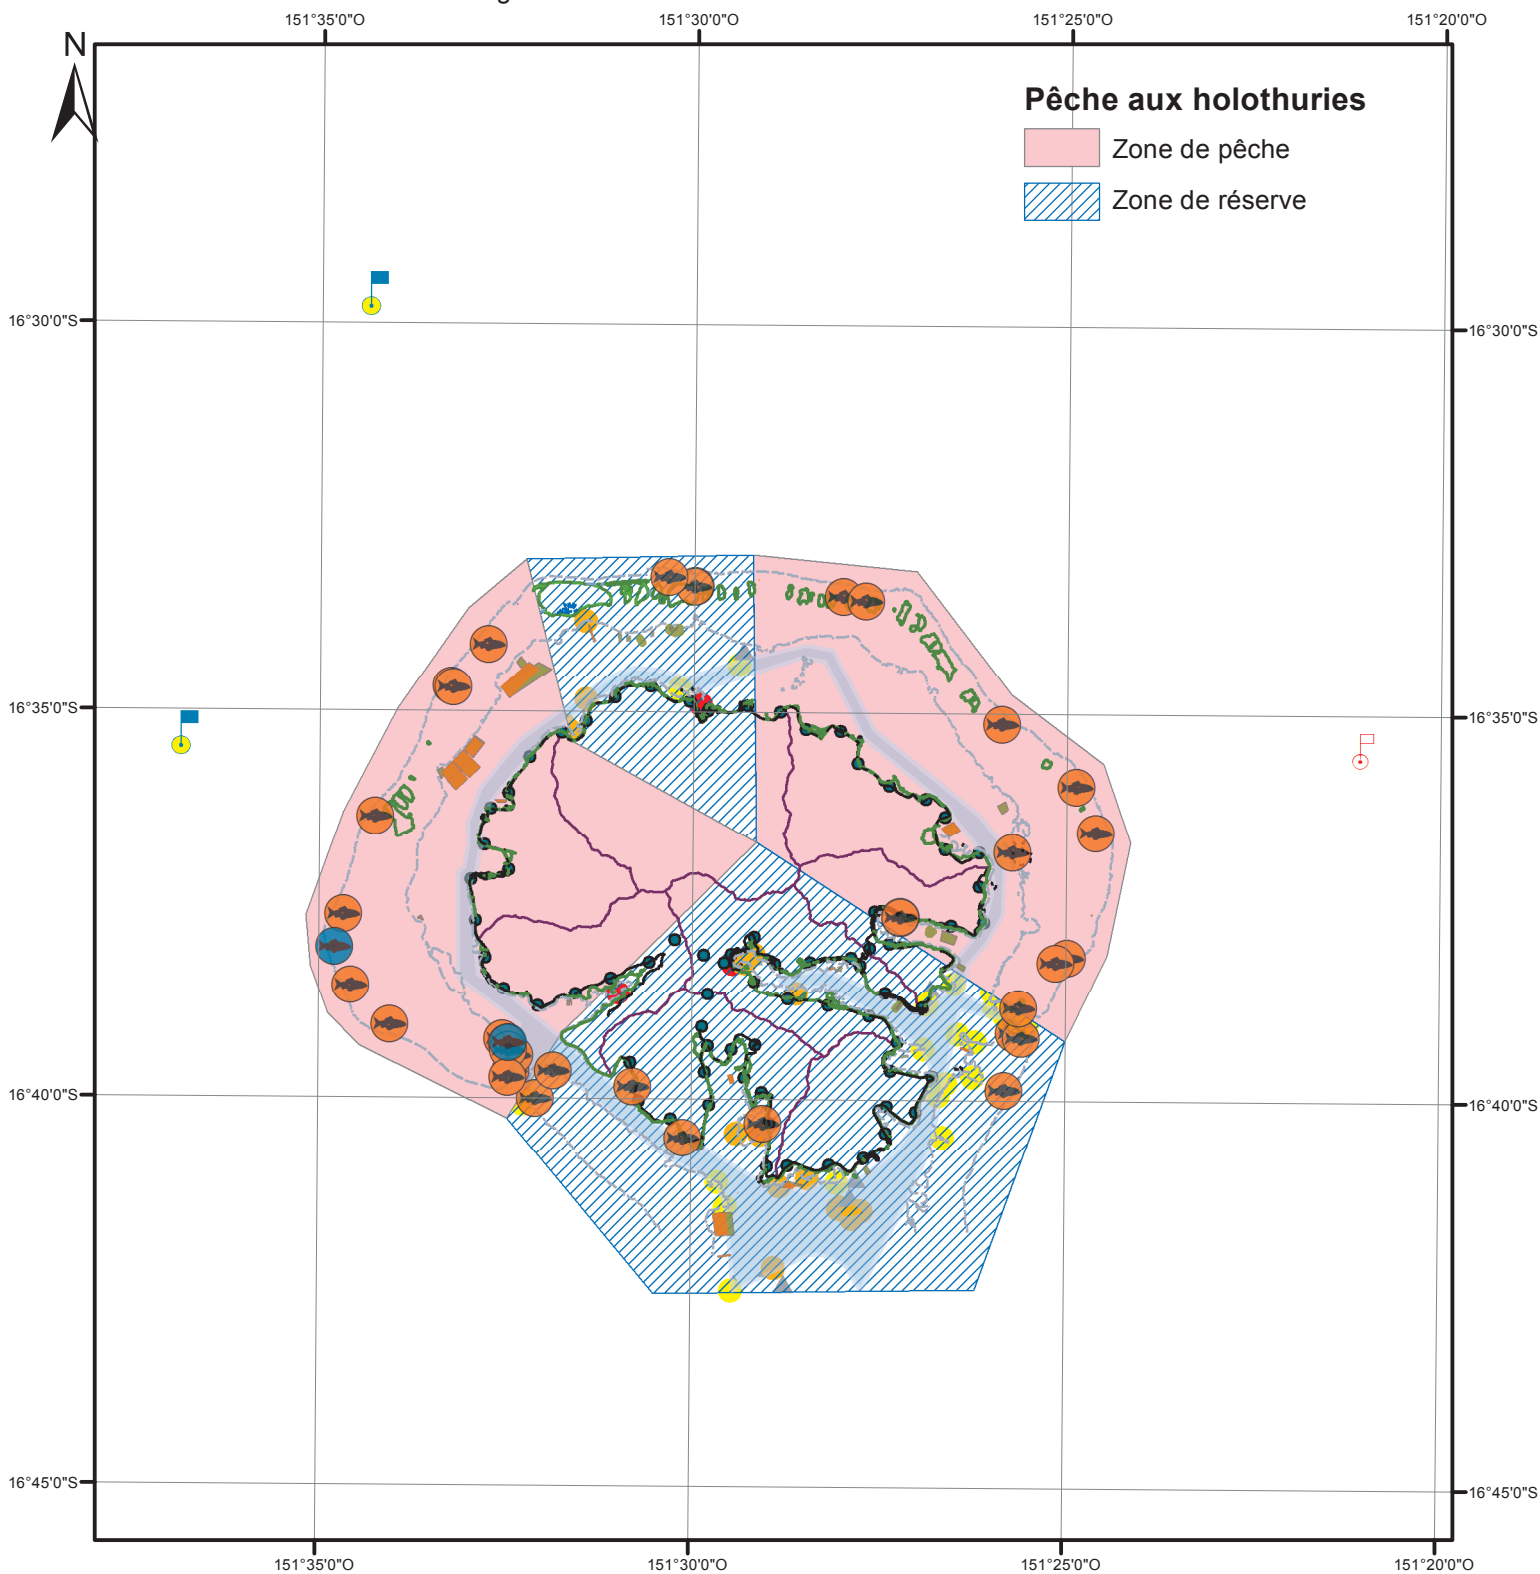 151°35'0"O 151°30'0"O 151°25'0"O 151°20'0"O
N
Pêche aux holothuries
Zone de pêche
Zone de réserve
16°30'0"S 16°30'0"S
16°35'0"S 16°35'0"S
16°40'0"S 16°40'0"S
16°45'0"S 16°45'0"S
151°35'0"O 151°30'0"O 151°25'0"O 151°20'0"O